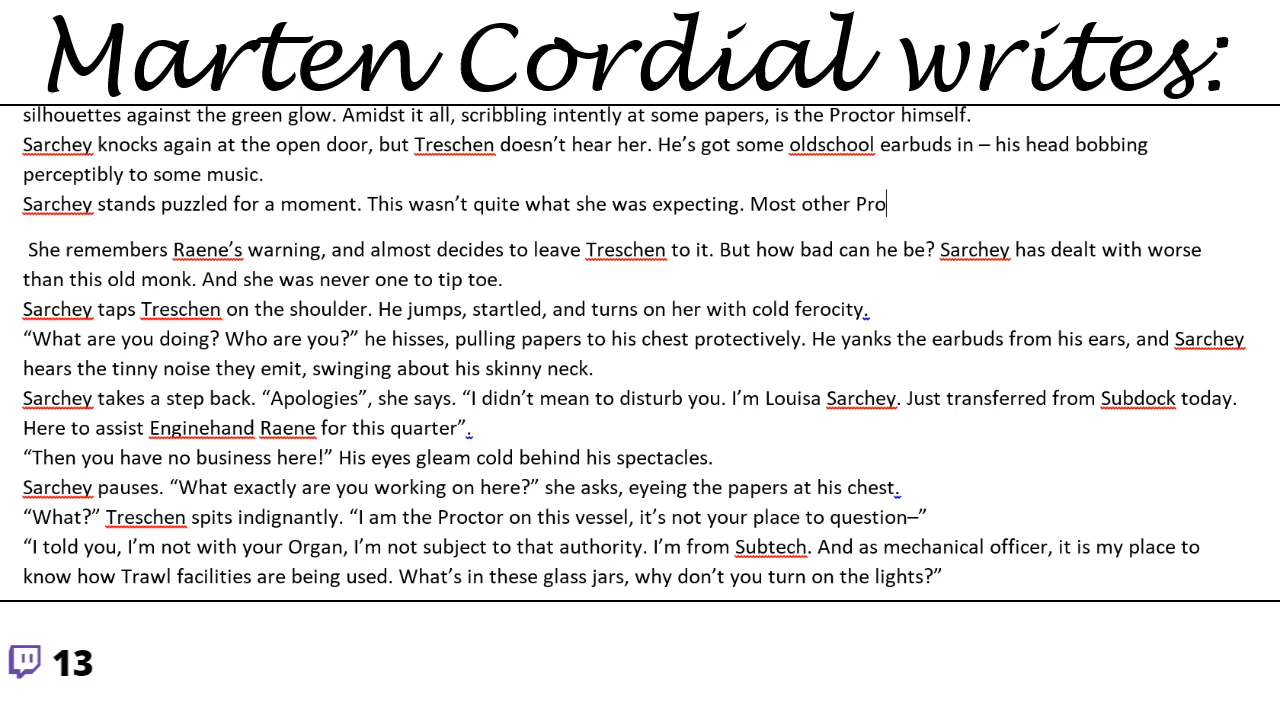 Marten Cordial writes:
silhouettes against the green glow. Amidst it all, scribbling intently at some papers, is the Proctor himself.
Sarchey knocks again at the open door, but Treschen doesn’t hear her. He’s got some oldschool earbuds in – his head bobbing
perceptibly to some music.
Sarchey stands puzzled for a moment. This wasn’t quite what she was expecting. Most other Pro
She remembers Raene’s warning, and almost decides to leave Treschen to it. But how bad can he be? Sarchey has dealt with worse
than this old monk. And she was never one to tip toe.
Sarchey taps Treschen on the shoulder. He jumps, startled, and turns on her with cold ferocity.
“What are you doing? Who are you?” he hisses, pulling papers to his chest protectively. He yanks the earbuds from his ears, and Sarchey
hears the tinny noise they emit, swinging about his skinny neck.
Sarchey takes a step back. “Apologies”, she says. “I didn’t mean to disturb you. I’m Louisa Sarchey. Just transferred from Subdock today.
Here to assist Enginehand Raene for this quarter”.
“Then you have no business here!” His eyes gleam cold behind his spectacles.
Sarchey pauses. “What exactly are you working on here?” she asks, eyeing the papers at his chest.
“What?” Treschen spits indignantly. “I am the Proctor on this vessel, it’s not your place to question–”
“I told you, I’m not with your Organ, I’m not subject to that authority. I’m from Subtech. And as mechanical officer, it is my place to
know how Trawl facilities are being used. What’s in these glass jars, why don’t you turn on the lights?”
13